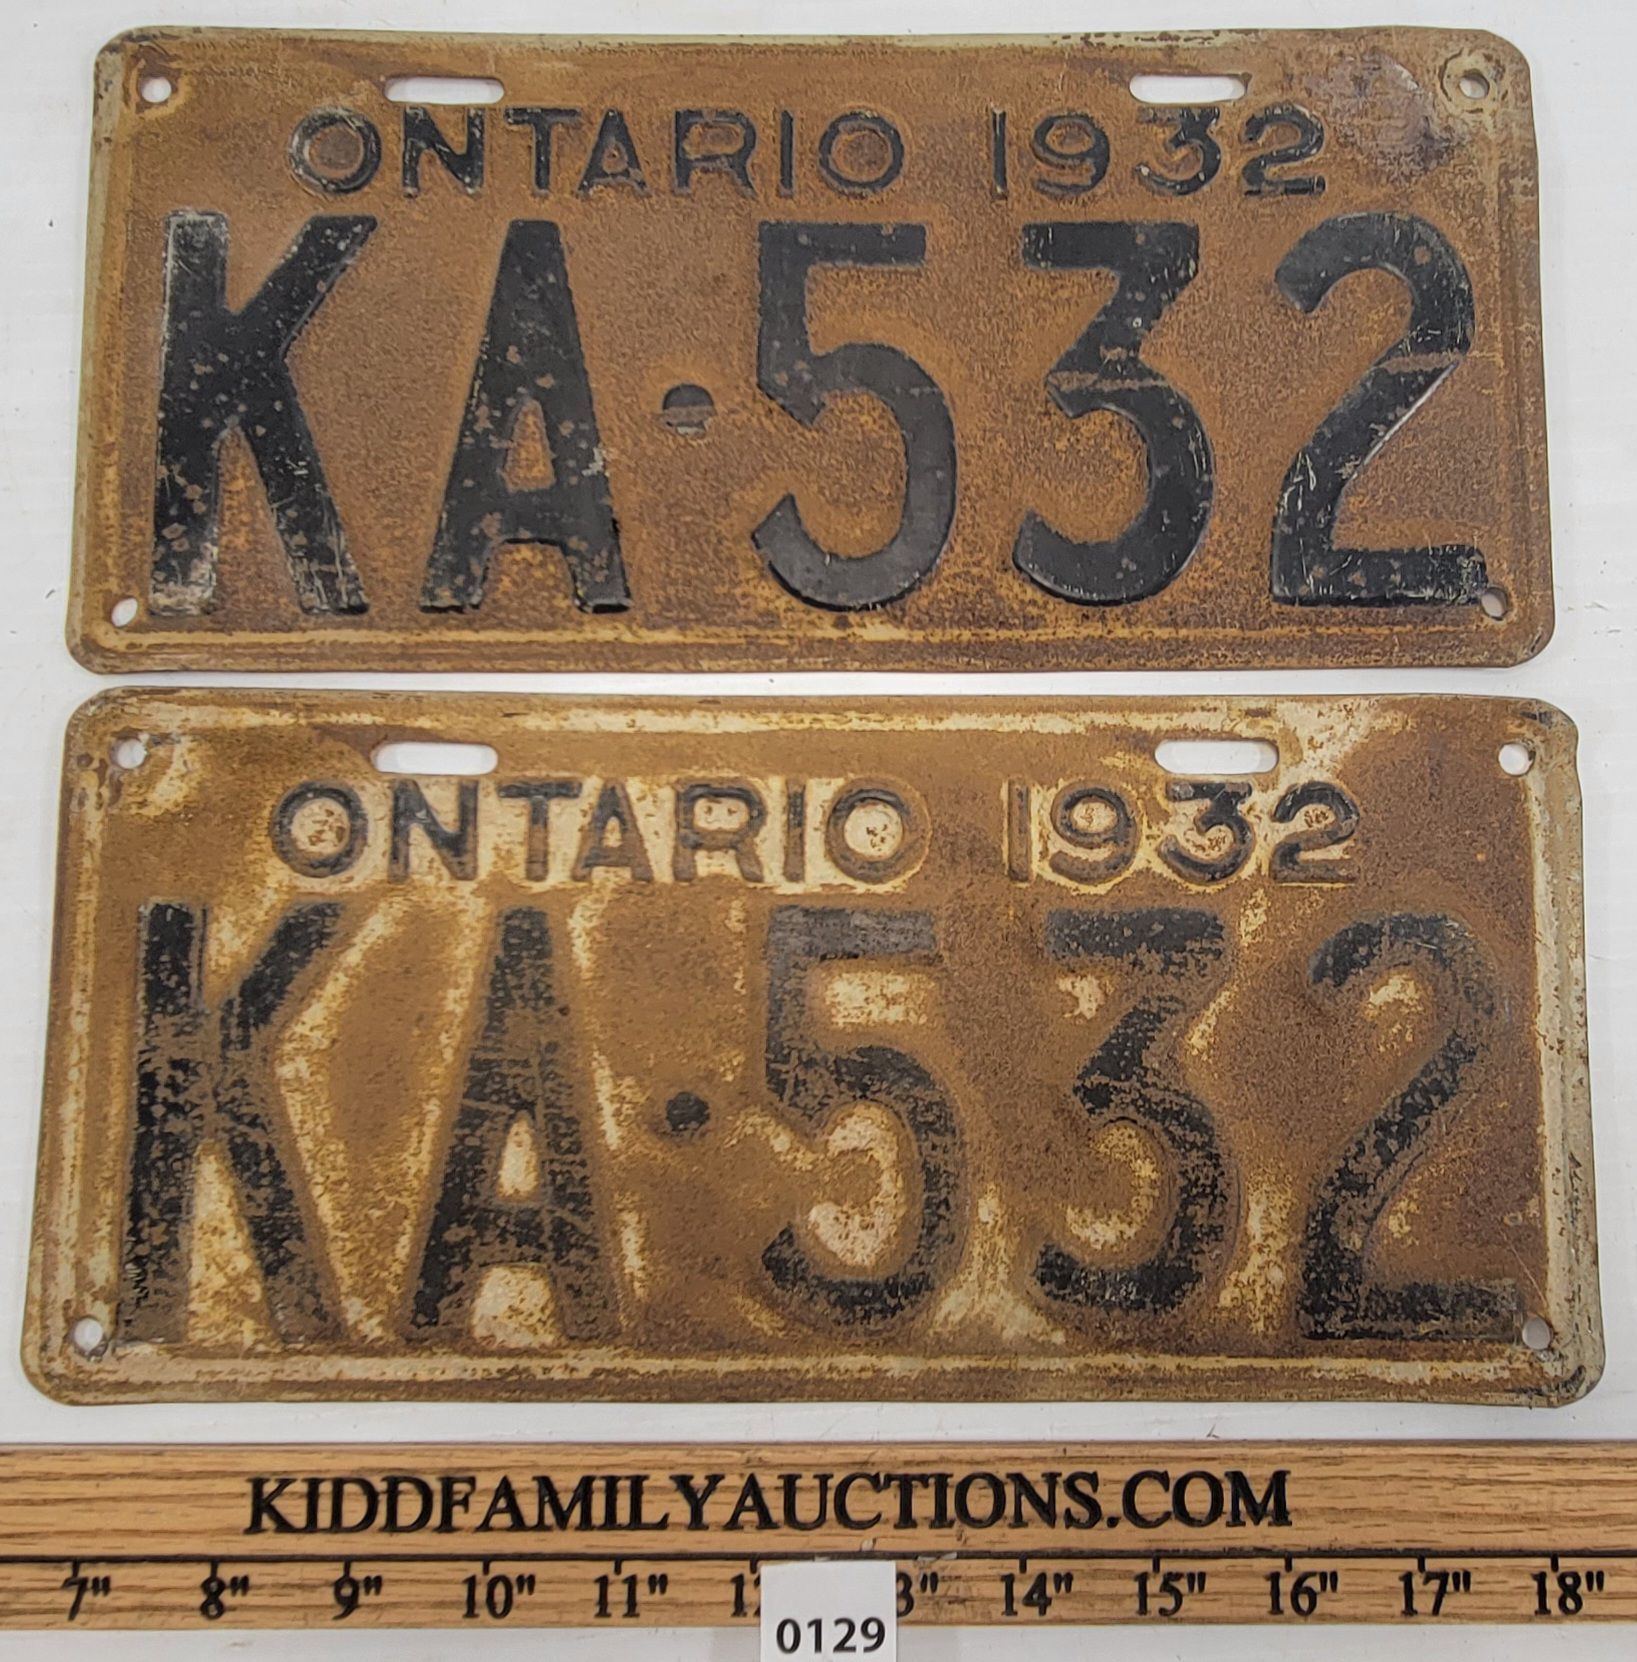 ONTARIO 1932
KA·532
ONTARIO 1932
KA·532
KIDDFAMILYAUCTIONS.COM
7" 8" 9" 10" 11" 14" 15" 16" 17" 18"
0129